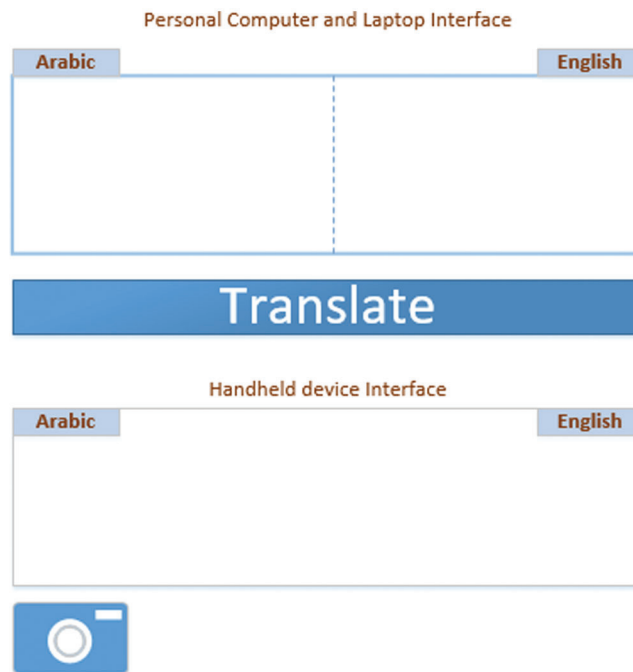 Personal Computer and Laptop Interface
Arabic English
Translate
Handheld device Interface
Arabic English